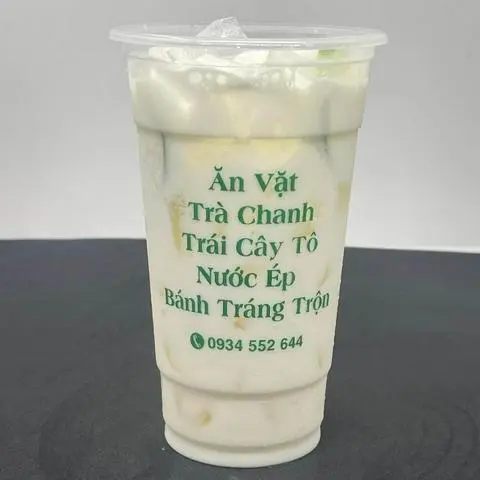 Ăn Vặt
Trà Chanh
Trái Cây Tô
Nước Ép
Bánh Tráng Trộn
0934 552 644